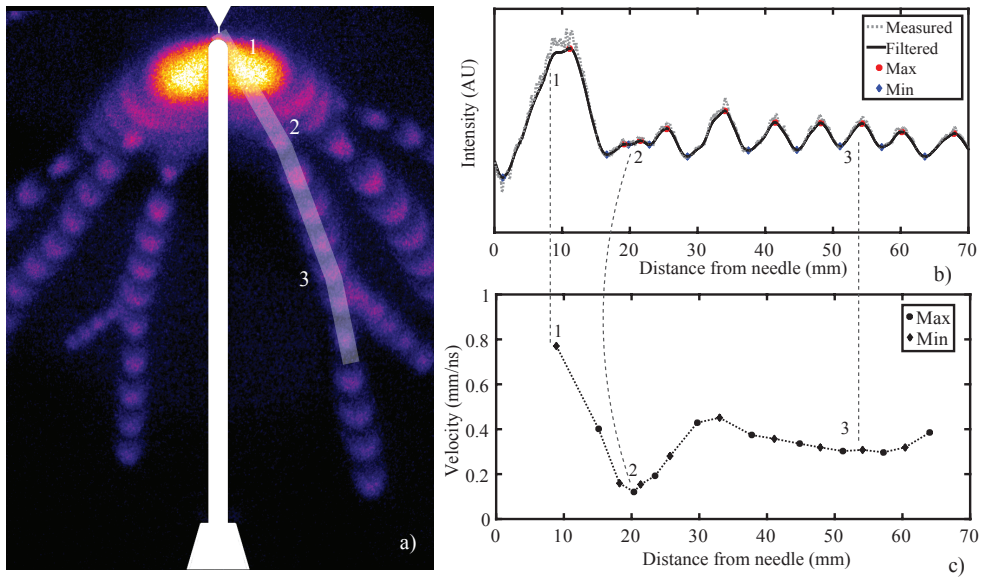 1
2
3
a)
Intensity (AU)
Measured
Filtered
Max
Min
1
2
3
0 10 20 30 40 50 60 70
Distance from needle (mm)
b)
Velocity (mm/ns)
1
0.8
0.6
0.4
0.2
0
Max
Min
1
2
3
0 10 20 30 40 50 60 70
Distance from needle (mm)
c)